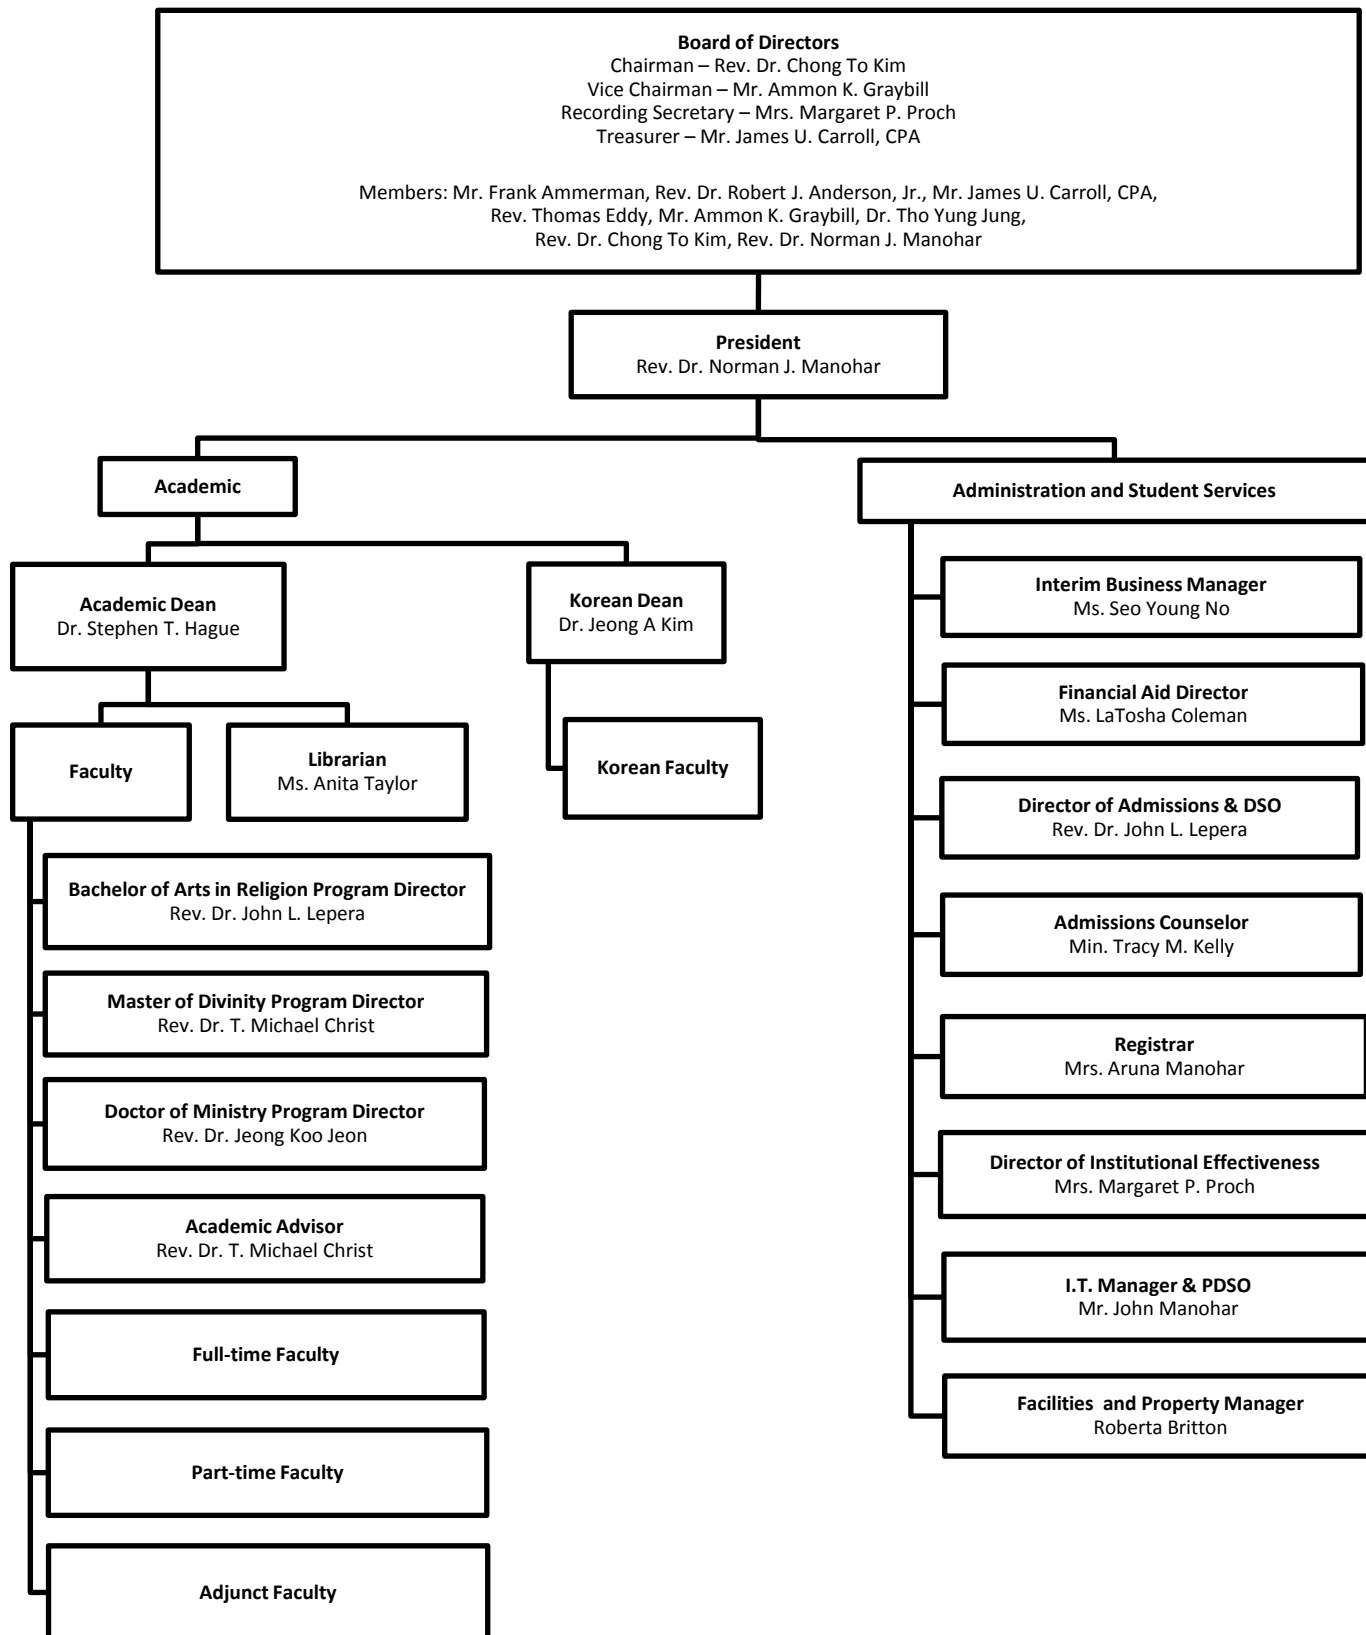 Board of Directors
Chairman – Rev. Dr. Chong To Kim
Vice Chairman – Mr. Ammon K. Graybill
Recording Secretary – Mrs. Margaret P. Proch
Treasurer – Mr. James U. Carroll, CPA
Members: Mr. Frank Ammerman, Rev. Dr. Robert J. Anderson, Jr., Mr. James U. Carroll, CPA,
Rev. Thomas Eddy, Mr. Ammon K. Graybill, Dr. Tho Yung Jung,
Rev. Dr. Chong To Kim, Rev. Dr. Norman J. Manohar
President
Rev. Dr. Norman J. Manohar
Academic
Academic Dean
Dr. Stephen T. Hague
Korean Dean
Dr. Jeong A Kim
Faculty
Librarian
Ms. Anita Taylor
Korean Faculty
Bachelor of Arts in Religion Program Director
Rev. Dr. John L. Lepera
Master of Divinity Program Director
Rev. Dr. T. Michael Christ
Doctor of Ministry Program Director
Rev. Dr. Jeong Koo Jeon
Academic Advisor
Rev. Dr. T. Michael Christ
Full-time Faculty
Part-time Faculty
Adjunct Faculty
Administration and Student Services
Interim Business Manager
Ms. Seo Young No
Financial Aid Director
Ms. LaTosha Coleman
Director of Admissions & DSO
Rev. Dr. John L. Lepera
Admissions Counselor
Min. Tracy M. Kelly
Registrar
Mrs. Aruna Manohar
Director of Institutional Effectiveness
Mrs. Margaret P. Proch
I.T. Manager & PDSO
Mr. John Manohar
Facilities and Property Manager
Roberta Britton